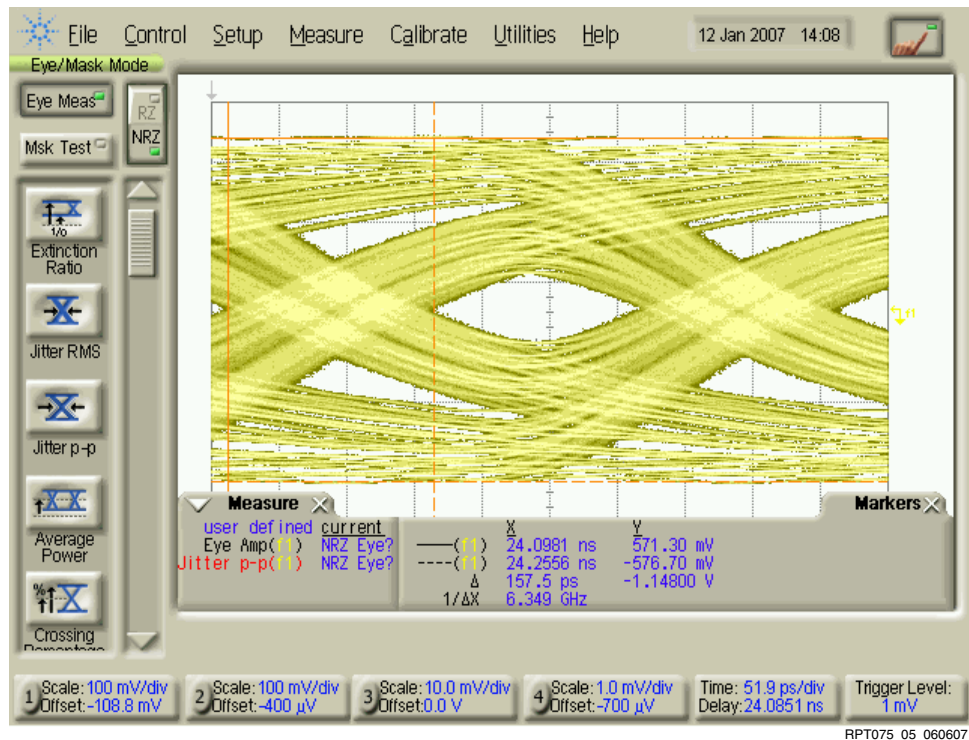 File Control Setup Measure Calibrate Utilities Help 12 Jan 2007 14:08
Eye/Mask Mode
Eye Meas
RZ
NRZ
Msk Test
1/0
Extinction
Ratio
Jitter RMS
Jitter p-p
Average
Power
%
Crossing
f1
Measure
user defined current
Eye Amp(f1) NRZ Eye?
Jitter p-p(f1) NRZ Eye?
Markers
X Y
——(f1) 24.0981 ns 571.30 mV
----(f1) 24.2556 ns -576.70 mV
Δ 157.5 ps -1.14800 V
1/ΔX 6.349 GHz
1 Scale: 100 mV/div
Offset:-108.8 mV
2 Scale: 100 mV/div
Offset:-400 µV
3 Scale: 10.0 mV/div
Offset:0.0 V
4 Scale: 1.0 mV/div
Offset:-700 µV
Time: 51.9 ps/div
Delay:24.0851 ns
Trigger Level:
1 mV
RPT075_05_060607